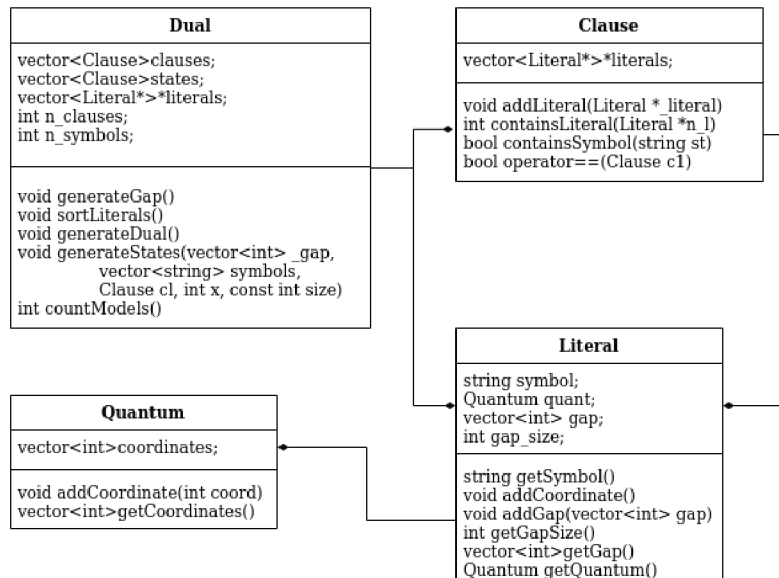 Dual
vector<Clause>clauses;
vector<Clause>states;
vector<Literal*>*literals;
int n_clauses;
int n_symbols;
void generateGap()
void sortLiterals()
void generateDual()
void generateStates(vector<int> _gap,
vector<string> symbols,
Clause cl, int x, const int size)
int countModels()
Clause
vector<Literal*>*literals;
void addLiteral(Literal *_literal)
int containsLiteral(Literal *n_l)
bool containsSymbol(string st)
bool operator==(Clause c1)
Quantum
vector<int>coordinates;
void addCoordinate(int coord)
vector<int>getCoordinates()
Literal
string symbol;
Quantum quant;
vector<int> gap;
int gap_size;
string getSymbol()
void addCoordinate()
void addGap(vector<int> gap)
int getGapSize()
vector<int>getGap()
Quantum getQuantum()